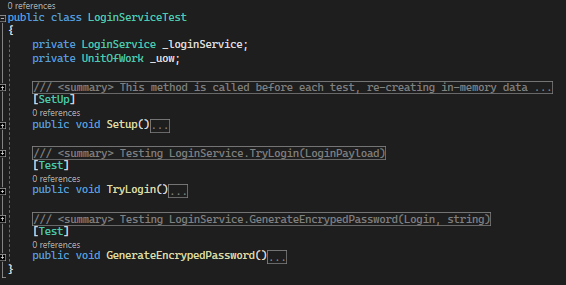 0 references
public class LoginServiceTest
{
private LoginService _loginService;
private UnitOfWork _uow;
/// <summary> This method is called before each test, re-creating in-memory data ...
[SetUp]
0 references
public void Setup()...
/// <summary> Testing LoginService.TryLogin(LoginPayload)
[Test]
0 references
public void TryLogin()...
/// <summary> Testing LoginService.GenerateEncrypedPassword(Login, string)
[Test]
0 references
public void GenerateEncrypedPassword()...
}